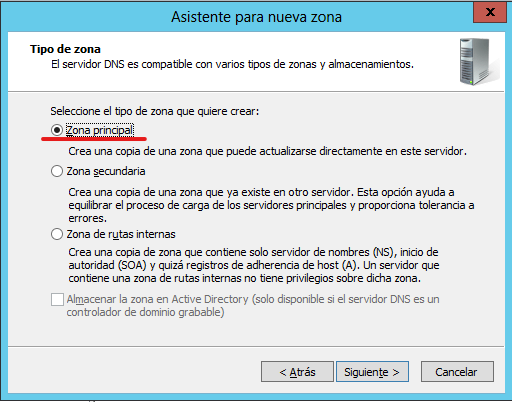 Asistente para nueva zona
x
Tipo de zona
El servidor DNS es compatible con varios tipos de zonas y almacenamientos.
Seleccione el tipo de zona que quiere crear:
Zona principal
Crea una copia de una zona que puede actualizarse directamente en este servidor.
Zona secundaria
Crea una copia de una zona que ya existe en otro servidor. Esta opción ayuda a
equilibrar el proceso de carga de los servidores principales y proporciona tolerancia a
errores.
Zona de rutas internas
Crea una copia de zona que contiene solo servidor de nombres (NS), inicio de
autoridad (SOA) y quizá registros de adherencia de host (A). Un servidor que
contiene una zona de rutas internas no tiene privilegios sobre dicha zona.
Almacenar la zona en Active Directory (solo disponible si el servidor DNS es un
controlador de dominio grabable)
< Atrás Siguiente > Cancelar